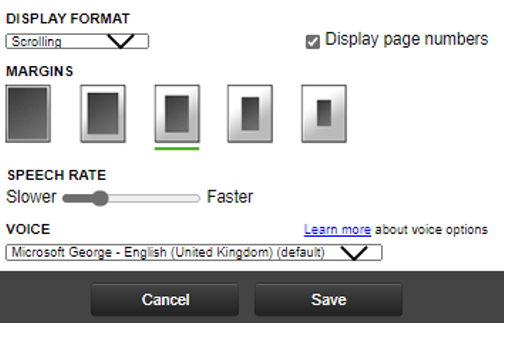 DISPLAY FORMAT
Scrolling
Display page numbers
MARGINS
SPEECH RATE
Slower Faster
VOICE Learn more about voice options
Microsoft George - English (United Kingdom) (default)
Cancel Save